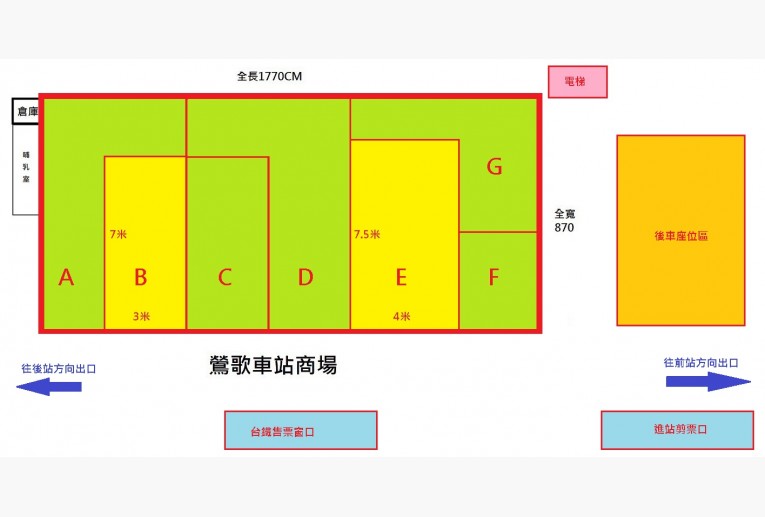 全長1770CM
電梯
倉庫
哺乳室
G
全寬
870
7米
7.5米
後車座位區
A
B
C
D
E
F
3米
4米
往後站方向出口
鶯歌車站商場
往前站方向出口
台鐵售票窗口
進站剪票口